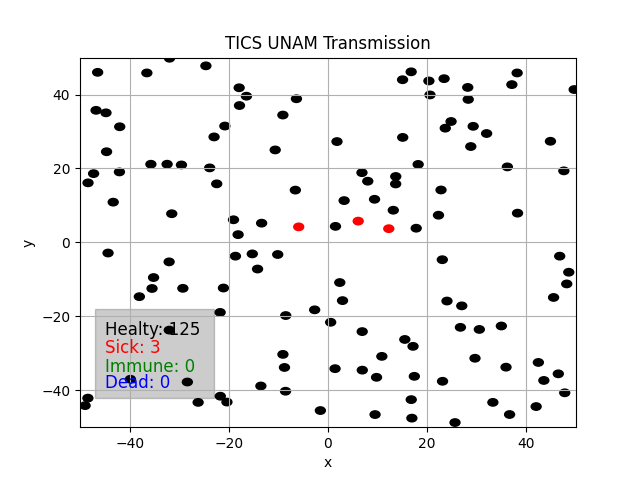 TICS UNAM Transmission
y
40
20
0
−20
−40
Healty: 125
Sick: 3
Immune: 0
Dead: 0
−40 −20 0 20 40
x